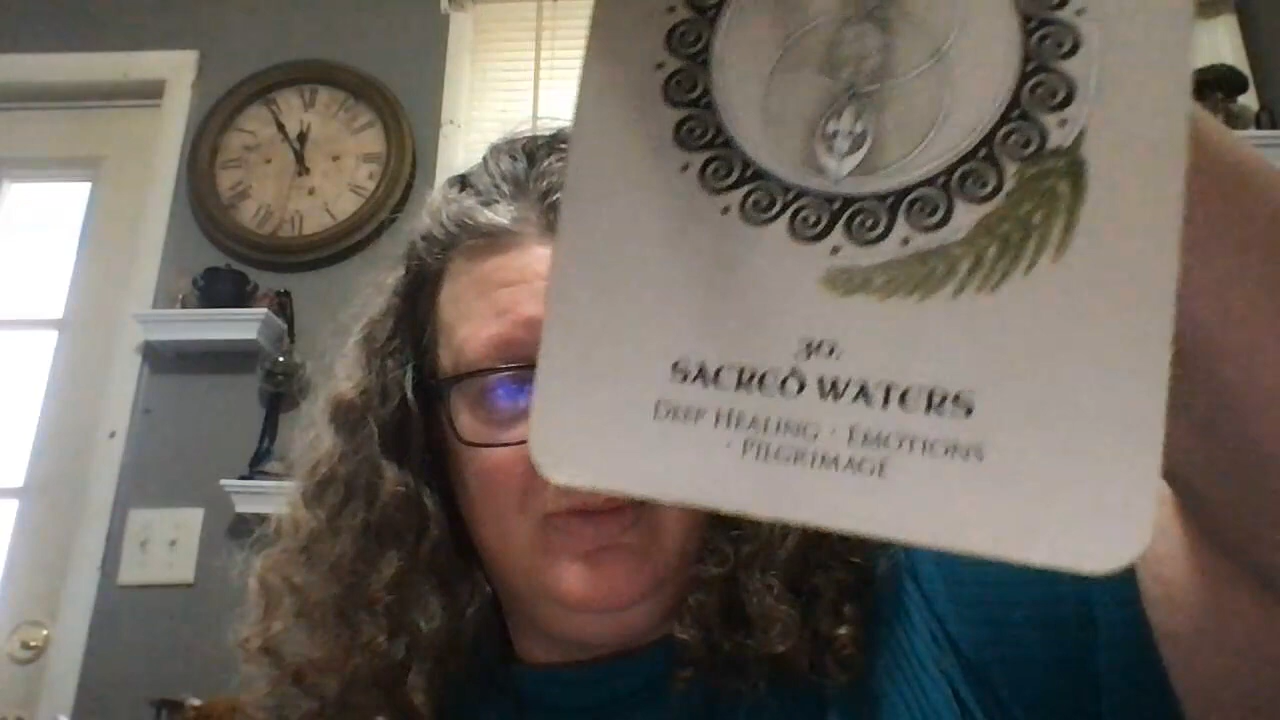 30.
SACRED WATERS
DEEP HEALING · EMOTIONS
· PILGRIMAGE